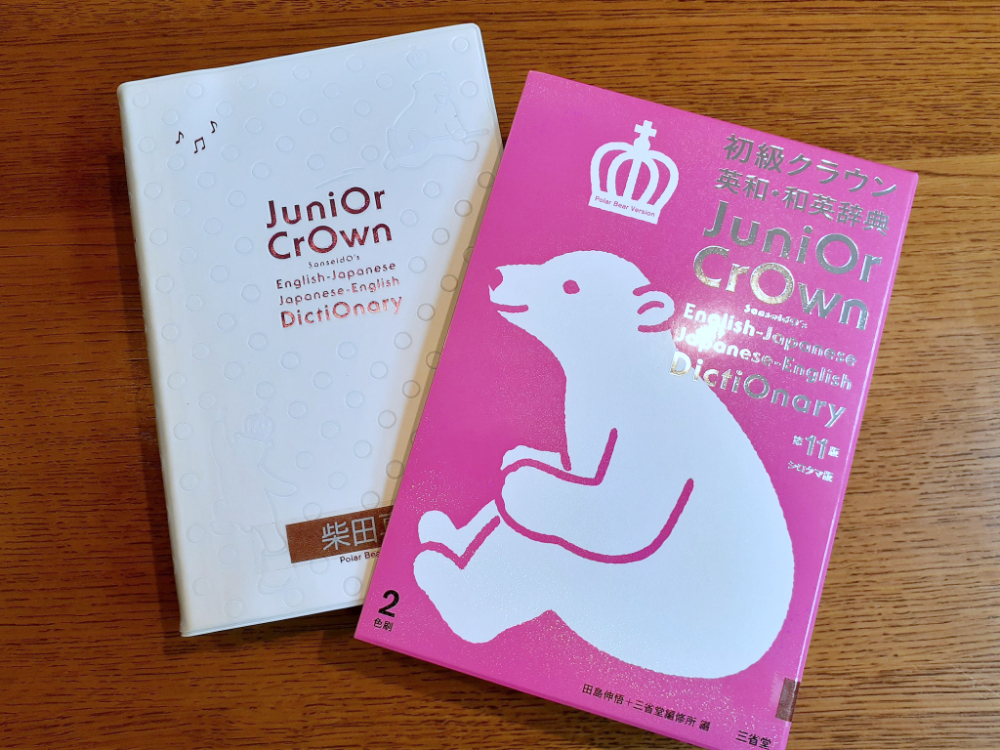 JuniOr
CrOwn
SanseidO's
English-Japanese
Japanese-English
DictiOnary
柴田
Polar Bea
Polar Bear Version
初級クラウン
英和・和英辞典
JuniOr
CrOwn
SanseidO's
English-Japanese
Japanese-English
DictiOnary
第11版
シロクマ版
2
色刷
田島伸悟+三省堂編修所 編
三省堂